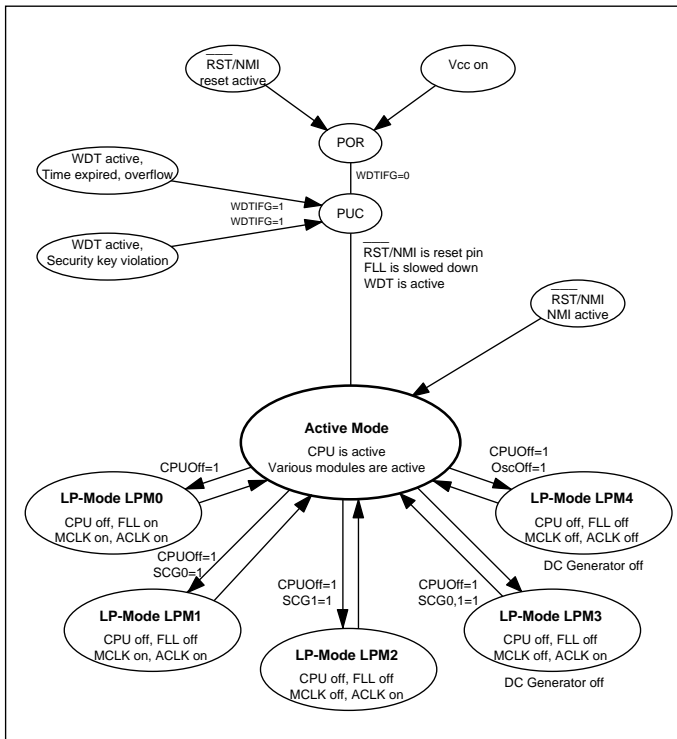 RST/NMI
reset active
Vcc on
POR
WDTIFG=0
WDT active,
Time expired, overflow
WDTIFG=1
WDTIFG=1
PUC
WDT active,
Security key violation
RST/NMI is reset pin
FLL is slowed down
WDT is active
RST/NMI
NMI active
Active Mode
CPU is active
Various modules are active
CPUOff=1
CPUOff=1
OscOff=1
LP-Mode LPM0
CPU off, FLL on
MCLK on, ACLK on
LP-Mode LPM4
CPU off, FLL off
MCLK off, ACLK off
DC Generator off
CPUOff=1
SCG0=1
CPUOff=1
SCG1=1
CPUOff=1
SCG0,1=1
LP-Mode LPM1
CPU off, FLL off
MCLK on, ACLK on
LP-Mode LPM2
CPU off, FLL off
MCLK off, ACLK on
LP-Mode LPM3
CPU off, FLL off
MCLK off, ACLK on
DC Generator off